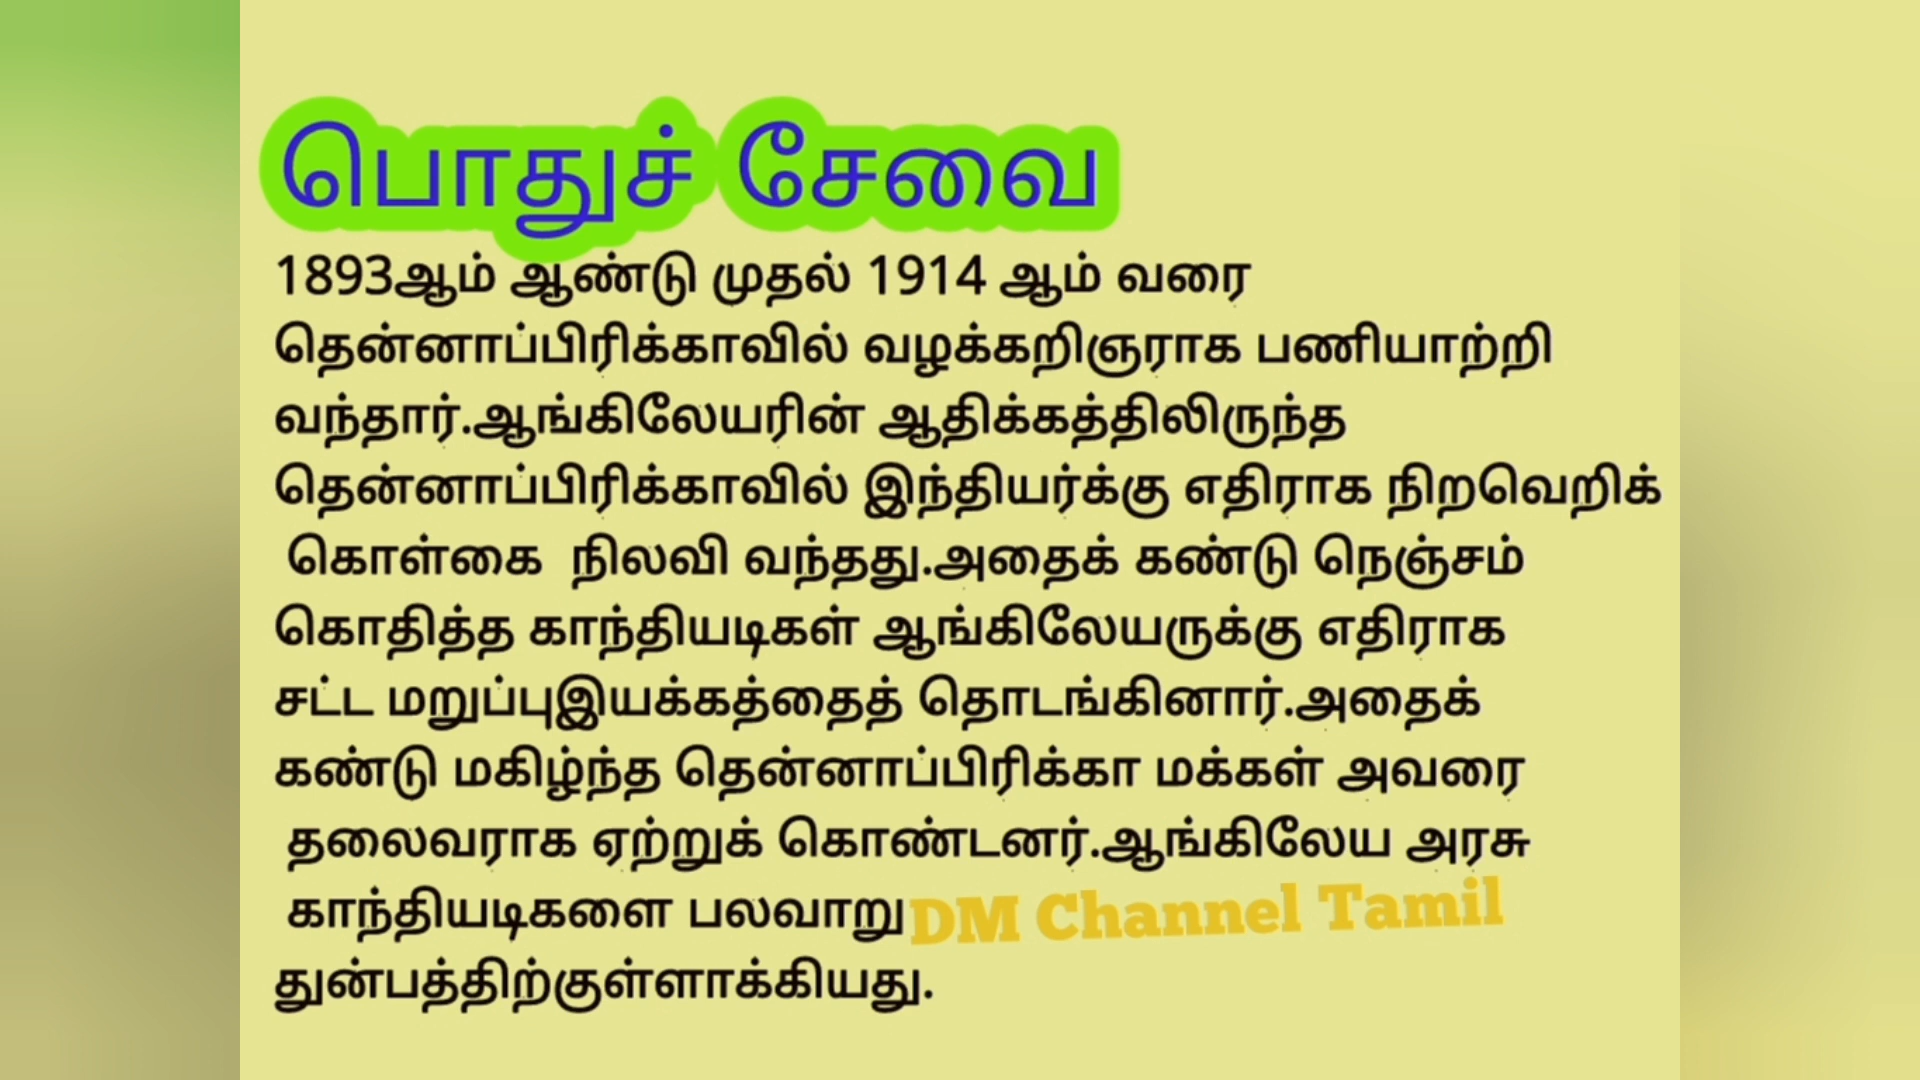 பொதுச் சேவை
1893ஆம் ஆண்டு முதல் 1914 ஆம் வரை
தென்னாப்பிரிக்காவில் வழக்கறிஞராக பணியாற்றி
வந்தார்.ஆங்கிலேயரின் ஆதிக்கத்திலிருந்த
தென்னாப்பிரிக்காவில் இந்தியர்க்கு எதிராக நிறவெறிக்
கொள்கை நிலவி வந்தது.அதைக் கண்டு நெஞ்சம்
கொதித்த காந்தியடிகள் ஆங்கிலேயருக்கு எதிராக
சட்ட மறுப்புஇயக்கத்தைத் தொடங்கினார்.அதைக்
கண்டு மகிழ்ந்த தென்னாப்பிரிக்கா மக்கள் அவரை
தலைவராக ஏற்றுக் கொண்டனர்.ஆங்கிலேய அரசு
காந்தியடிகளை பலவாறு DM Channel Tamil
துன்பத்திற்குள்ளாக்கியது.